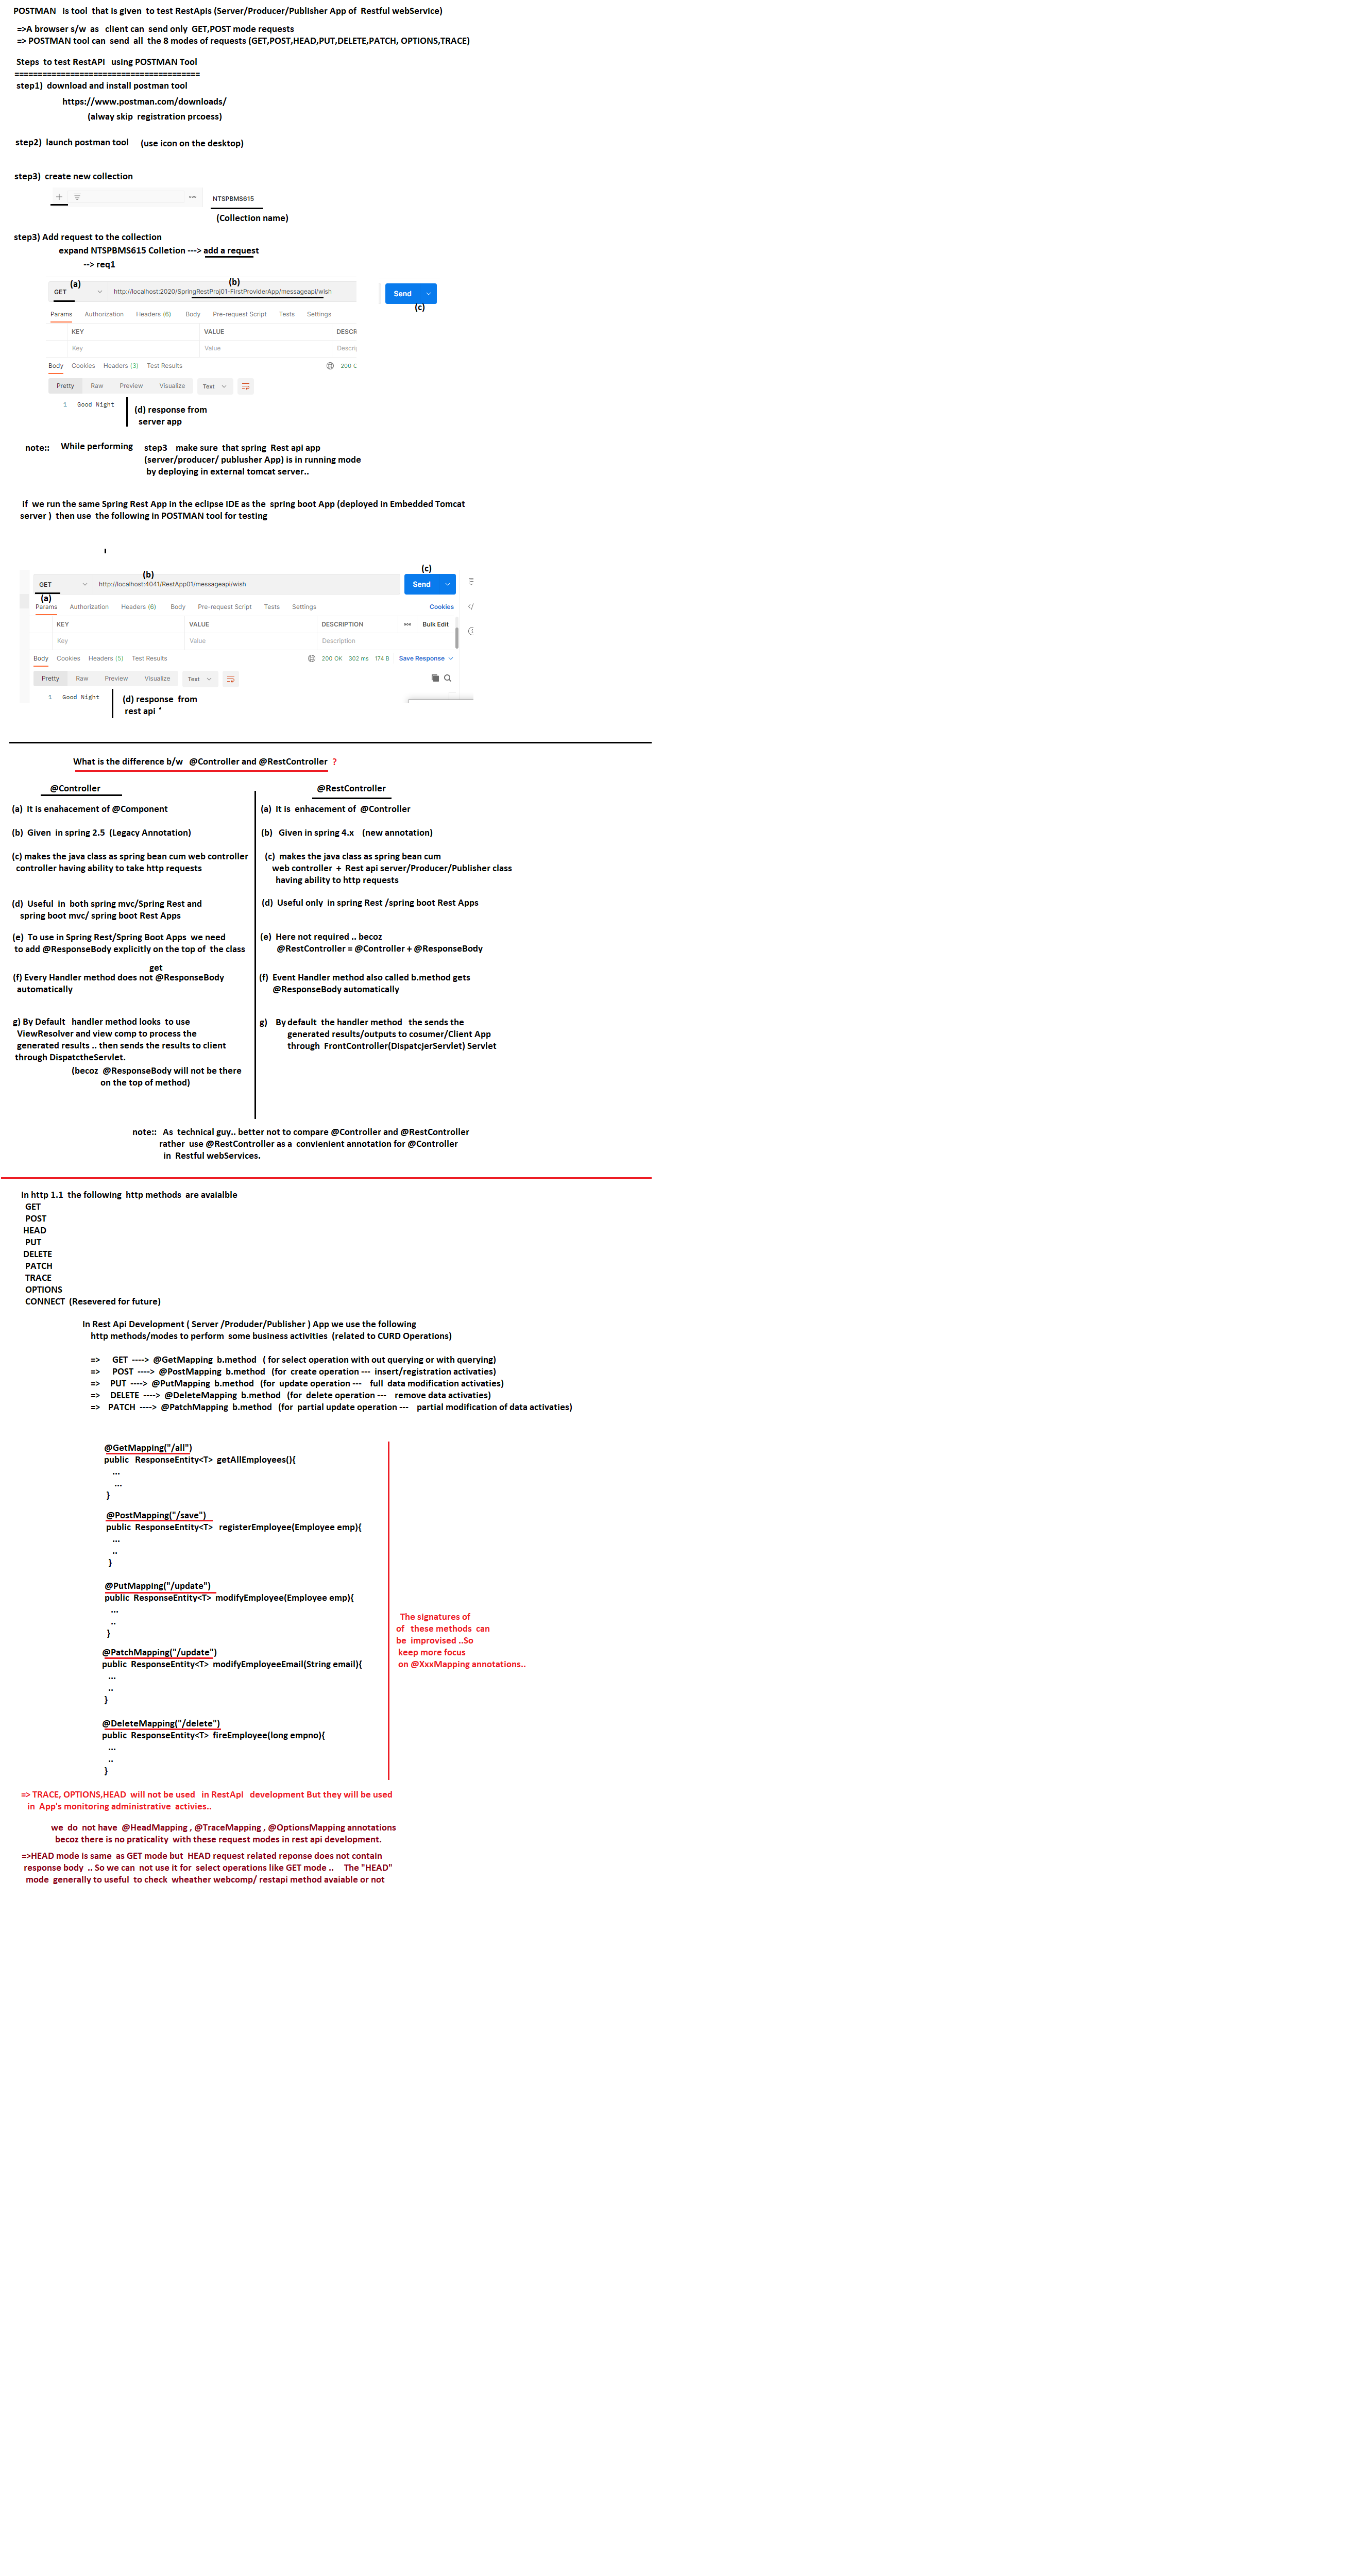 POSTMAN is tool that is given to test RestApis (Server/Producer/Publisher App of Restful webService)
=>A browser s/w as client can send only GET,POST mode requests
=> POSTMAN tool can send all the 8 modes of requests (GET,POST,HEAD,PUT,DELETE,PATCH, OPTIONS,TRACE)
Steps to test RestAPI using POSTMAN Tool
========================================
step1) download and install postman tool
https://www.postman.com/downloads/
(alway skip registration prcoess)
step2) launch postman tool (use icon on the desktop)
step3) create new collection
NTSPBMS615
(Collection name)
step3) Add request to the collection
expand NTSPBMS615 Colletion ---> add a request
--> req1
(a) (b)
GET http://localhost:2020/SpringRestProj01-FirstProviderApp/messageapi/wish Send
(c)
Params Authorization Headers (6) Body Pre-request Script Tests Settings
KEY VALUE DESCR
Key Value Descri
Body Cookies Headers (3) Test Results 200 O
Pretty Raw Preview Visualize Text
1 Good Night
(d) response from
server app
note:: While performing step3 make sure that spring Rest api app
(server/producer/ publusher App) is in running mode
by deploying in external tomcat server..
if we run the same Spring Rest App in the eclipse IDE as the spring boot App (deployed in Embedded Tomcat
server ) then use the following in POSTMAN tool for testing
(b) (c)
GET http://localhost:4041/RestApp01/messageapi/wish Send
(a)
Params Authorization Headers (6) Body Pre-request Script Tests Settings Cookies
KEY VALUE DESCRIPTION Bulk Edit
Key Value Description
Body Cookies Headers (5) Test Results 200 OK 302 ms 174 B Save Response
Pretty Raw Preview Visualize Text
1 Good Night
(d) response from
rest api
What is the difference b/w @Controller and @RestController ?
@Controller
(a) It is enahacement of @Component
(b) Given in spring 2.5 (Legacy Annotation)
(c) makes the java class as spring bean cum web controller
controller having ability to take http requests
(d) Useful in both spring mvc/Spring Rest and
spring boot mvc/ spring boot Rest Apps
(e) To use in Spring Rest/Spring Boot Apps we need
to add @ResponseBody explicitly on the top of the class
get
(f) Every Handler method does not @ResponseBody
automatically
g) By Default handler method looks to use
ViewResolver and view comp to process the
generated results .. then sends the results to client
through DispatctheServlet.
(becoz @ResponseBody will not be there
on the top of method)
@RestController
(a) It is enhacement of @Controller
(b) Given in spring 4.x (new annotation)
(c) makes the java class as spring bean cum
web controller + Rest api server/Producer/Publisher class
having ability to http requests
(d) Useful only in spring Rest /spring boot Rest Apps
(e) Here not required .. becoz
@RestController = @Controller + @ResponseBody
(f) Event Handler method also called b.method gets
@ResponseBody automatically
g) By default the handler method the sends the
generated results/outputs to cosumer/Client App
through FrontController(DispatcjerServlet) Servlet
note:: As technical guy.. better not to compare @Controller and @RestController
rather use @RestController as a convienient annotation for @Controller
in Restful webServices.
In http 1.1 the following http methods are avaialble
GET
POST
HEAD
PUT
DELETE
PATCH
TRACE
OPTIONS
CONNECT (Resevered for future)
In Rest Api Development ( Server /Produder/Publisher ) App we use the following
http methods/modes to perform some business activities (related to CURD Operations)
=> GET ----> @GetMapping b.method ( for select operation with out querying or with querying)
=> POST ----> @PostMapping b.method (for create operation --- insert/registration activaties)
=> PUT ----> @PutMapping b.method (for update operation --- full data modification activaties)
=> DELETE ----> @DeleteMapping b.method (for delete operation --- remove data activaties)
=> PATCH ----> @PatchMapping b.method (for partial update operation --- partial modification of data activaties)
@GetMapping("/all")
public ResponseEntity<T> getAllEmployees(){
...
...
}
@PostMapping("/save")
public ResponseEntity<T> registerEmployee(Employee emp){
...
..
}
@PutMapping("/update")
public ResponseEntity<T> modifyEmployee(Employee emp){
...
..
}
@PatchMapping("/update")
public ResponseEntity<T> modifyEmployeeEmail(String email){
...
..
}
@DeleteMapping("/delete")
public ResponseEntity<T> fireEmployee(long empno){
...
..
}
The signatures of
of these methods can
be improvised ..So
keep more focus
on @XxxMapping annotations..
=> TRACE, OPTIONS,HEAD will not be used in RestApI development But they will be used
in App's monitoring administrative activies..
we do not have @HeadMapping , @TraceMapping , @OptionsMapping annotations
becoz there is no praticality with these request modes in rest api development.
=>HEAD mode is same as GET mode but HEAD request related reponse does not contain
response body .. So we can not use it for select operations like GET mode .. The "HEAD"
mode generally to useful to check wheather webcomp/ restapi method avaiable or not